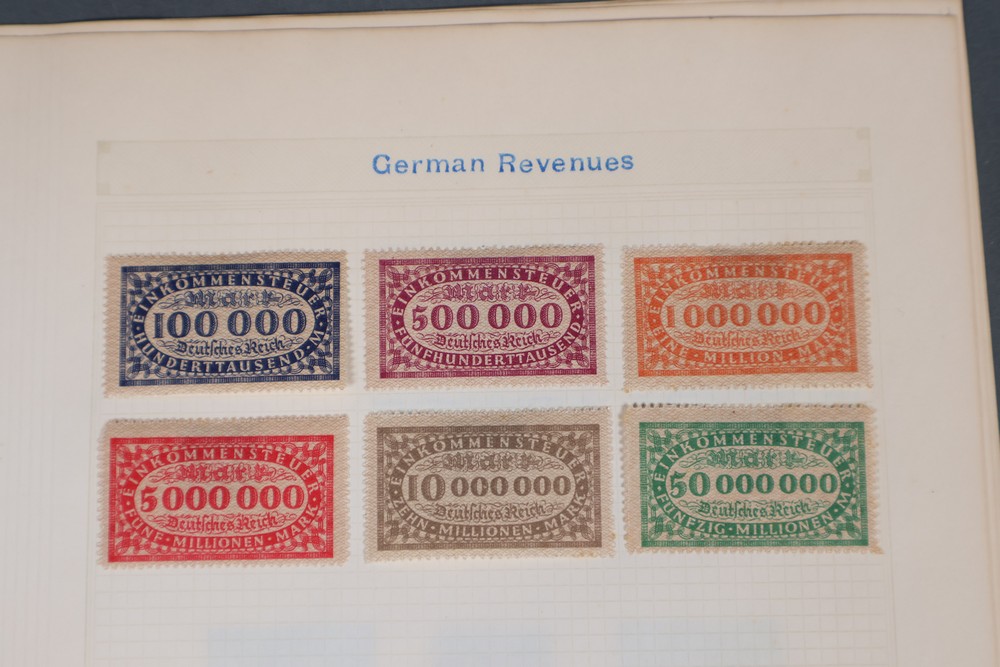 German Revenues
EINKOMMENSTEUER
Mark
100 000
Deutsches Reich
HUNDERTTAUSEND·M·
EINKOMMENSTEUER
Mark
500 000
Deutsches Reich
FÜNFHUNDERTTAUSEND
EINKOMMENSTEUER
Mark
1 000 000
Deutsches Reich
EINE·MILLION·MARK
EINKOMMENSTEUER
Mark
5 000 000
Deutsches Reich
FÜNF·MILLIONEN·MARK
EINKOMMENSTEUER
Mark
10 000 000
Deutsches Reich
ZEHN·MILLIONEN·MARK
EINKOMMENSTEUER
Mark
50 000 000
Deutsches Reich
FÜNFZIG·MILLIONEN·M·